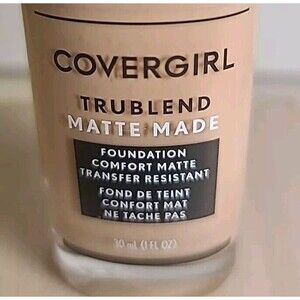 COVERGIRL
TRUBLEND
MATTE MADE
FOUNDATION
COMFORT MATTE
TRANSFER RESISTANT
FOND DE TEINT
CONFORT MAT
NE TACHE PAS
30 mL (1 FL OZ)